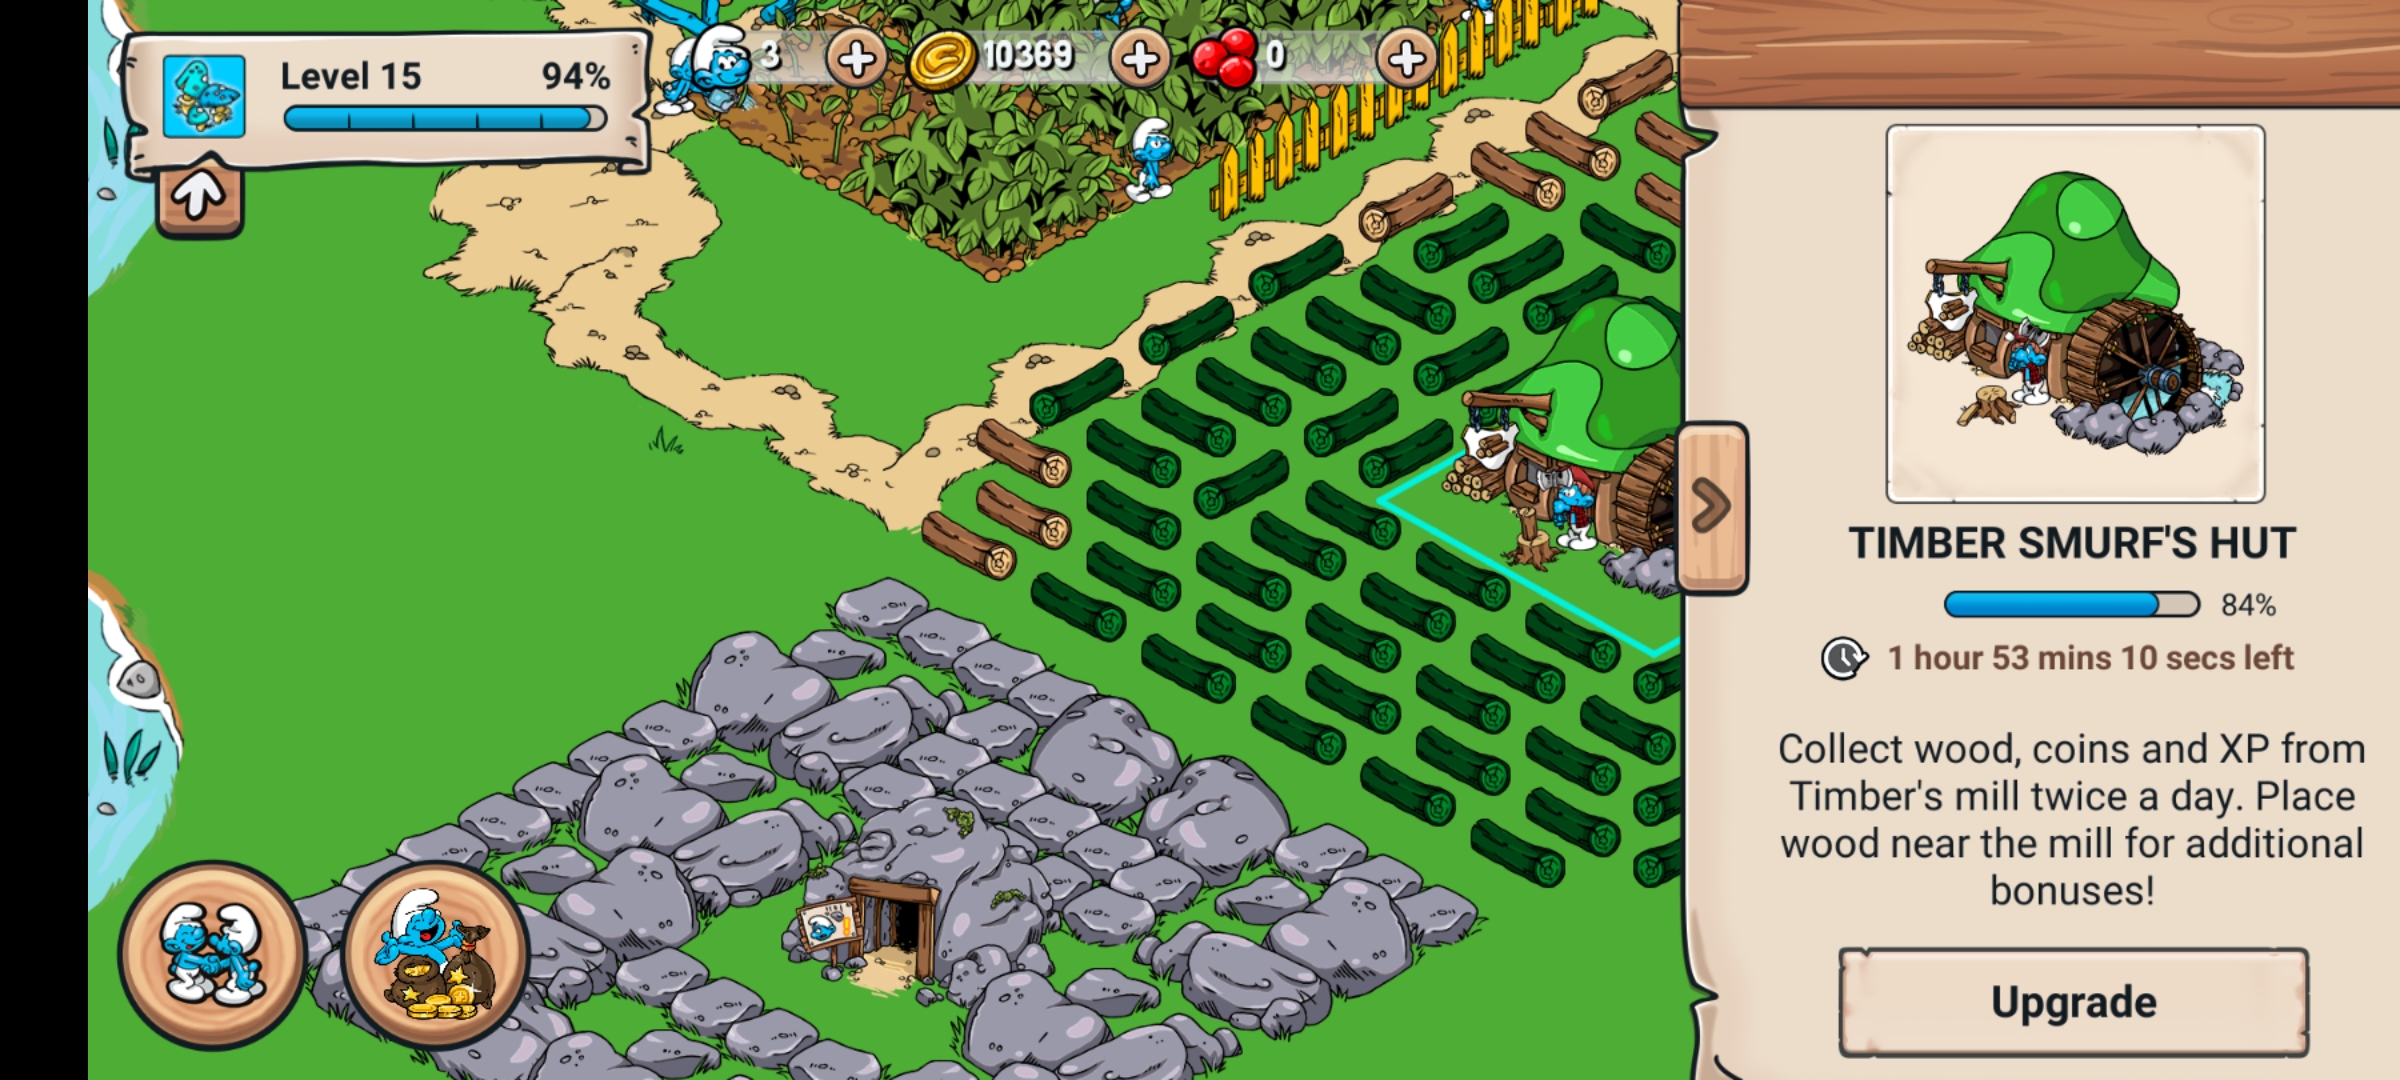 Level 15
94%
3
10369
0
TIMBER SMURF'S HUT
84%
1 hour 53 mins 10 secs left
Collect wood, coins and XP from
Timber's mill twice a day. Place
wood near the mill for additional
bonuses!
Upgrade